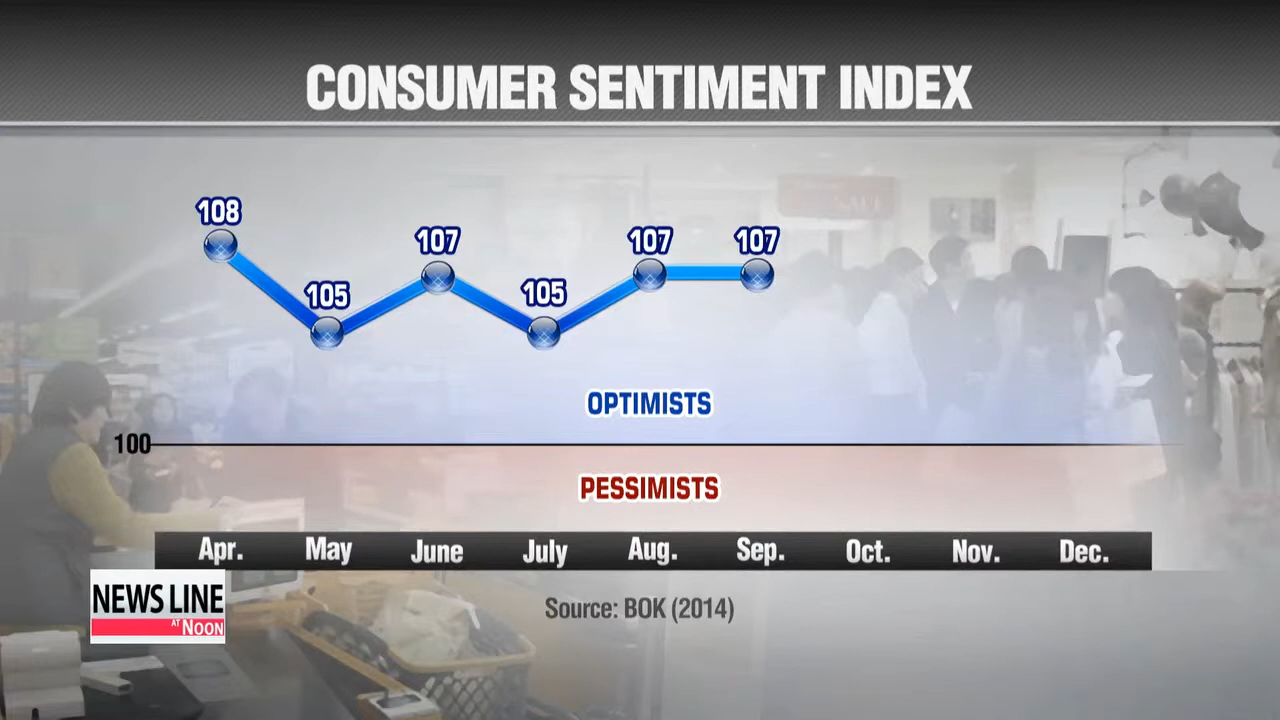 CONSUMER SENTIMENT INDEX
108
105
107
105
107
107
OPTIMISTS
100
PESSIMISTS
Apr. May June July Aug. Sep. Oct. Nov. Dec.
NEWS LINE
AT NOON
Source: BOK (2014)